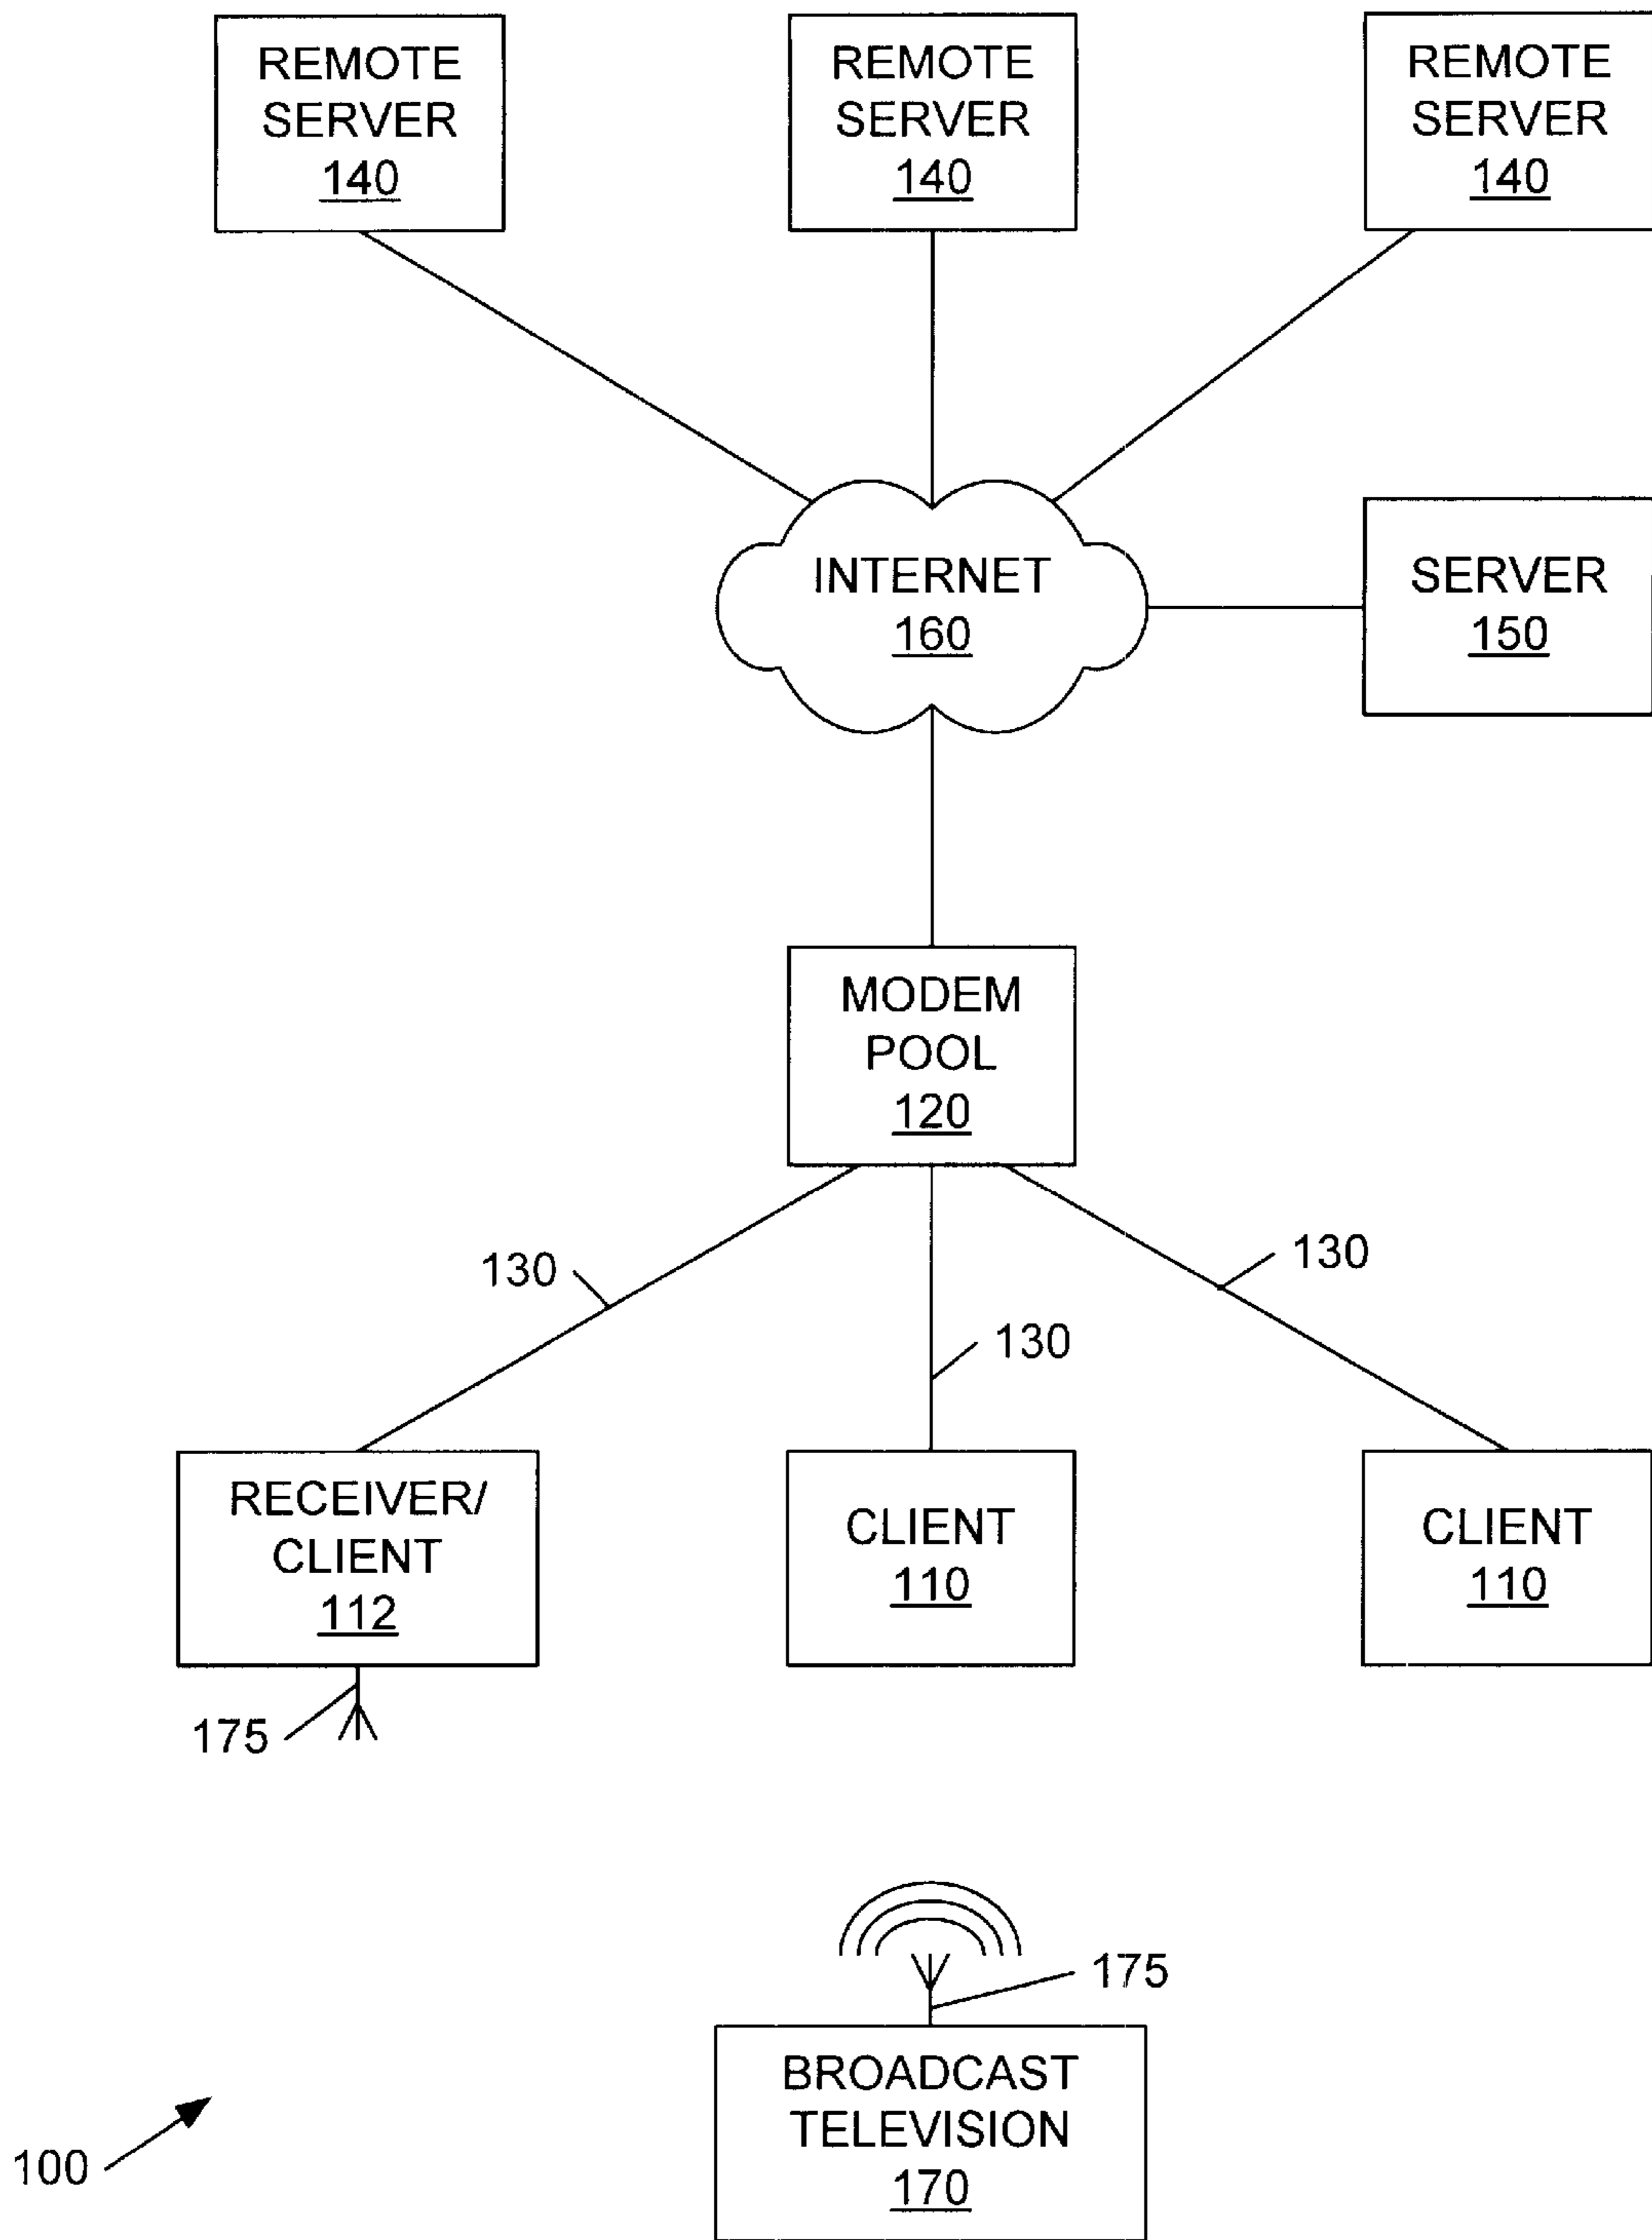 REMOTE
SERVER
140
REMOTE
SERVER
140
REMOTE
SERVER
140
INTERNET
160
SERVER
150
MODEM
POOL
120
130
130
130
RECEIVER/
CLIENT
112
CLIENT
110
CLIENT
110
175
175
BROADCAST
TELEVISION
170
100